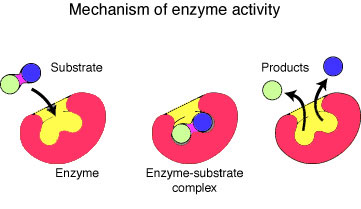 Mechanism of enzyme activity
Substrate
Products
Enzyme
Enzyme-substrate
complex